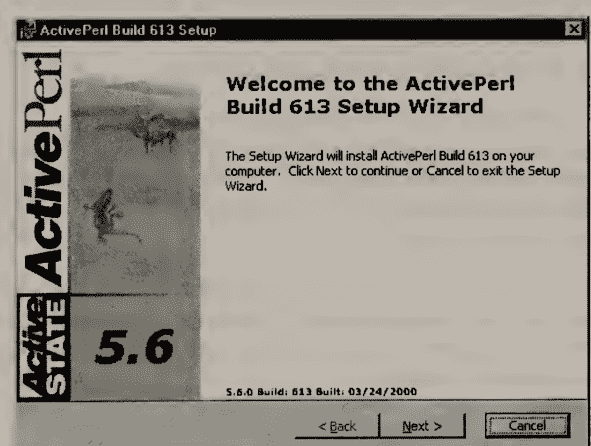 ActivePerl Build 613 Setup
ActivePerl
Welcome to the ActivePerl
Build 613 Setup Wizard
The Setup Wizard will install ActivePerl Build 613 on your
computer. Click Next to continue or Cancel to exit the Setup
Wizard.
Active
STATE
5.6
5.6.0 Build: 613 Built: 03/24/2000
< Back
Next >
Cancel